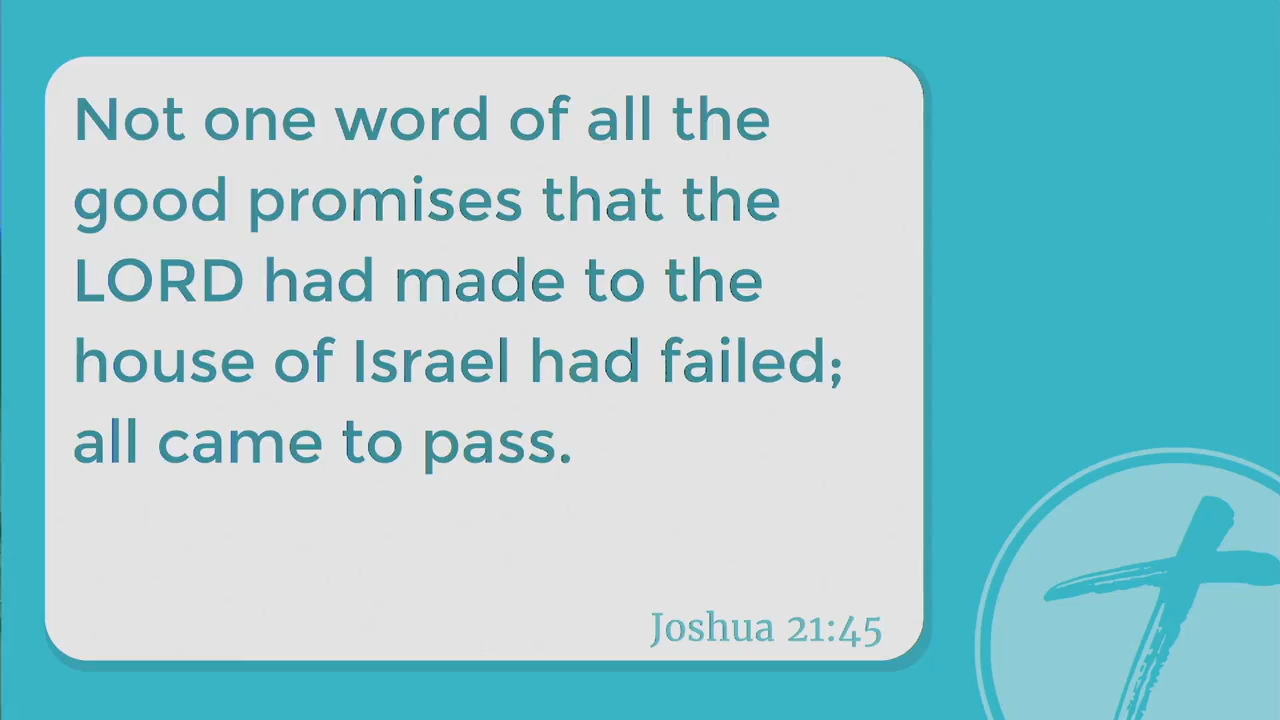 Not one word of all the
good promises that the
LORD had made to the
house of Israel had failed;
all came to pass.
Joshua 21:45